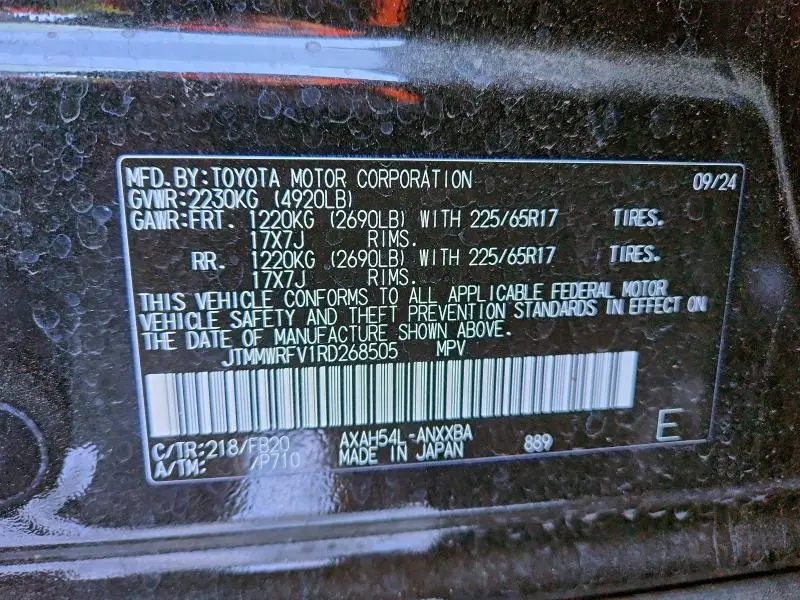 MFD.BY:TOYOTA MOTOR CORPORATION 09/24
GVWR:2230KG (4920LB)
GAWR:FRT. 1220KG (2690LB) WITH 225/65R17 TIRES.
17X7J RIMS.
RR. 1220KG (2690LB) WITH 225/65R17 TIRES.
17X7J RIMS.
THIS VEHICLE CONFORMS TO ALL APPLICABLE FEDERAL MOTOR
VEHICLE SAFETY AND THEFT PREVENTION STANDARDS IN EFFECT ON
THE DATE OF MANUFACTURE SHOWN ABOVE.
JTMMWRFV1RD268505 MPV
C/TR:218/FB20 AXAH54L-ANXXBA 889 E
A/TM: /P710 MADE IN JAPAN